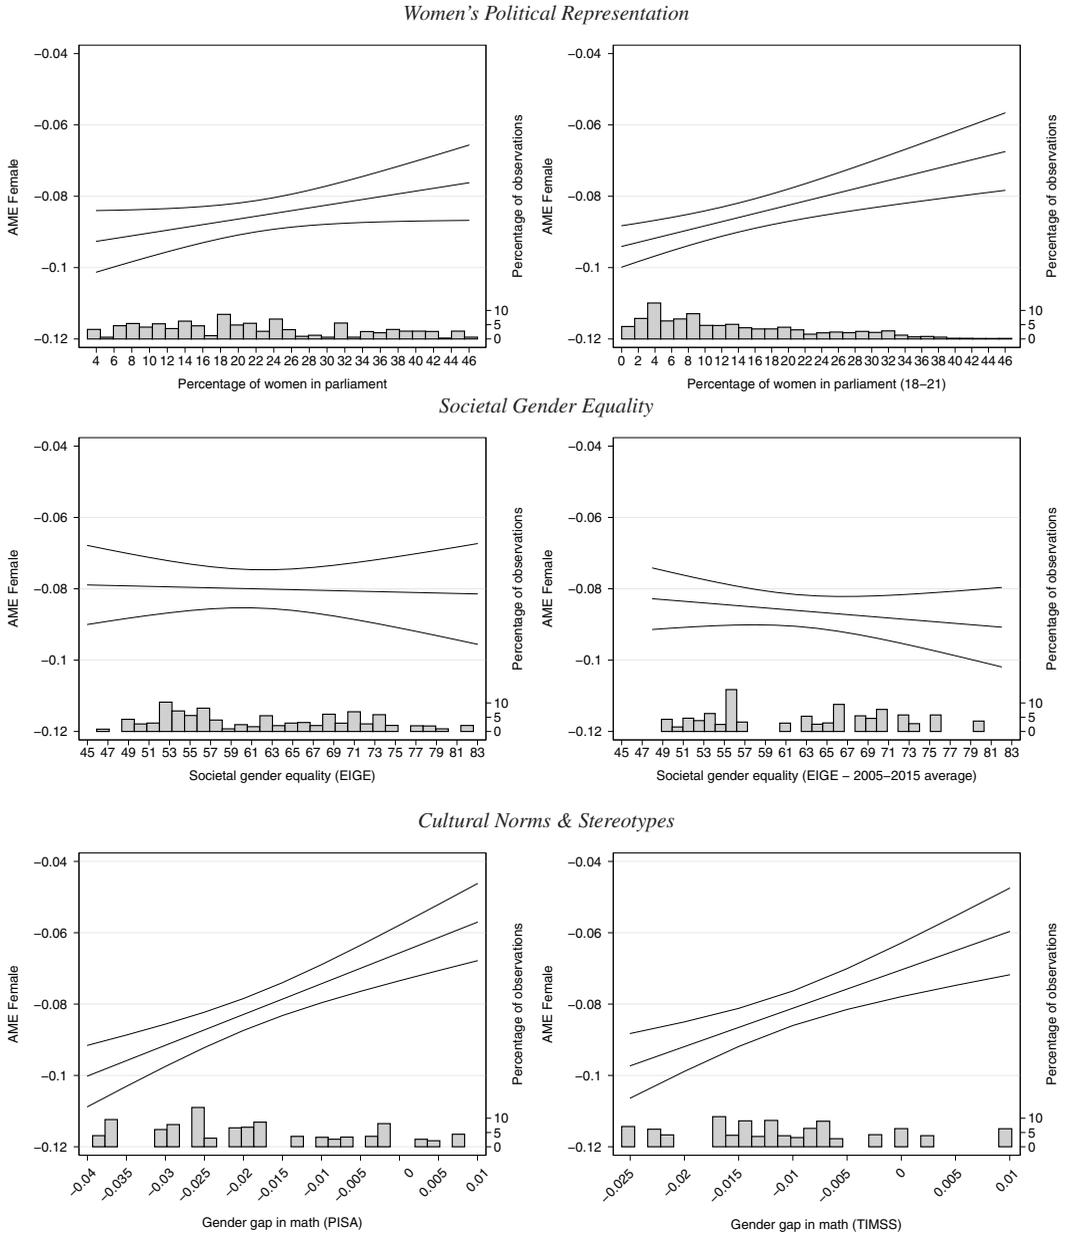 Women's Political Representation
−0.04
−0.06
−0.08
−0.1
−0.12
AME Female
Percentage of observations
10
5
0
4 6 8 10 12 14 16 18 20 22 24 26 28 30 32 34 36 38 40 42 44 46
Percentage of women in parliament
−0.04
−0.06
−0.08
−0.1
−0.12
AME Female
Percentage of observations
10
5
0
0 2 4 6 8 10 12 14 16 18 20 22 24 26 28 30 32 34 36 38 40 42 44 46
Percentage of women in parliament (18−21)
Societal Gender Equality
−0.04
−0.06
−0.08
−0.1
−0.12
AME Female
Percentage of observations
10
5
0
45 47 49 51 53 55 57 59 61 63 65 67 69 71 73 75 77 79 81 83
Societal gender equality (EIGE)
−0.04
−0.06
−0.08
−0.1
−0.12
AME Female
Percentage of observations
10
5
0
45 47 49 51 53 55 57 59 61 63 65 67 69 71 73 75 77 79 81 83
Societal gender equality (EIGE − 2005−2015 average)
Cultural Norms & Stereotypes
−0.04
−0.06
−0.08
−0.1
−0.12
AME Female
Percentage of observations
10
5
0
−0.04 −0.035 −0.03 −0.025 −0.02 −0.015 −0.01 −0.005 0 0.005 0.01
Gender gap in math (PISA)
−0.04
−0.06
−0.08
−0.1
−0.12
AME Female
Percentage of observations
10
5
0
−0.025 −0.02 −0.015 −0.01 −0.005 0 0.005 0.01
Gender gap in math (TIMSS)